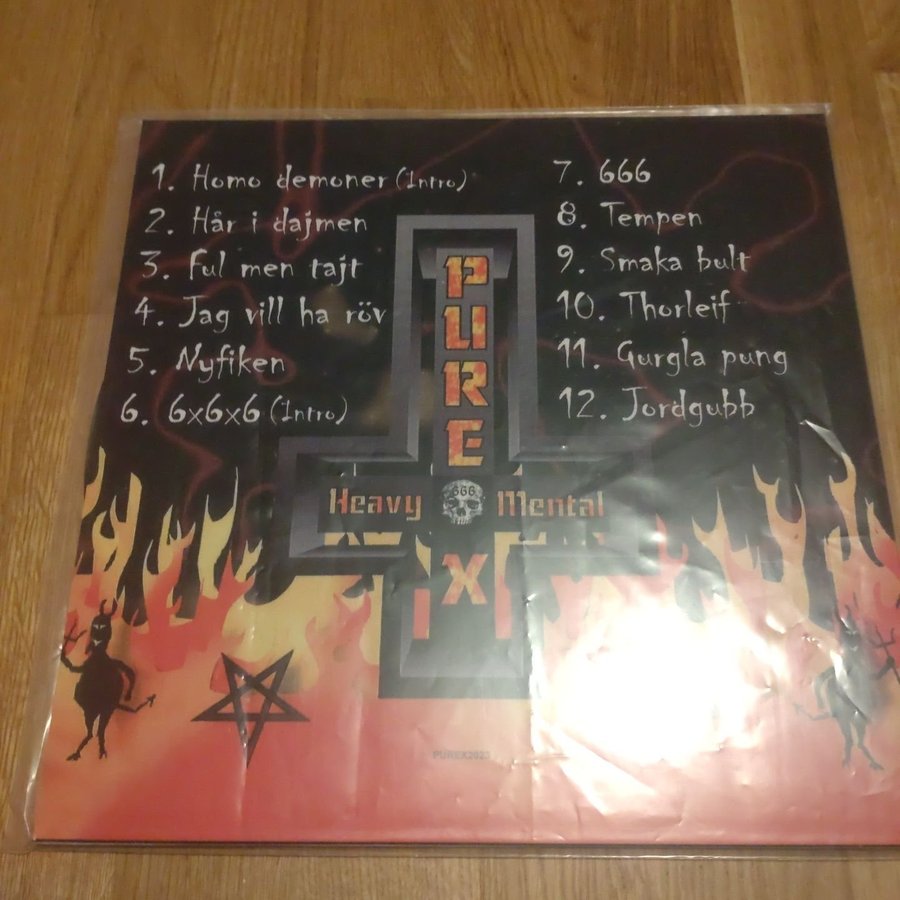 1. Homo demoner (Intro)
2. Hår i dajmen
3. Ful men tajt
4. Jag vill ha röv
5. Nyfiken
6. 6x6x6 (Intro)
7. 666
8. Tempen
9. Smaka bult
10. Thorleif
11. Gurgla pung
12. Jordgubb
PURE
Heavy 666 Mental
X